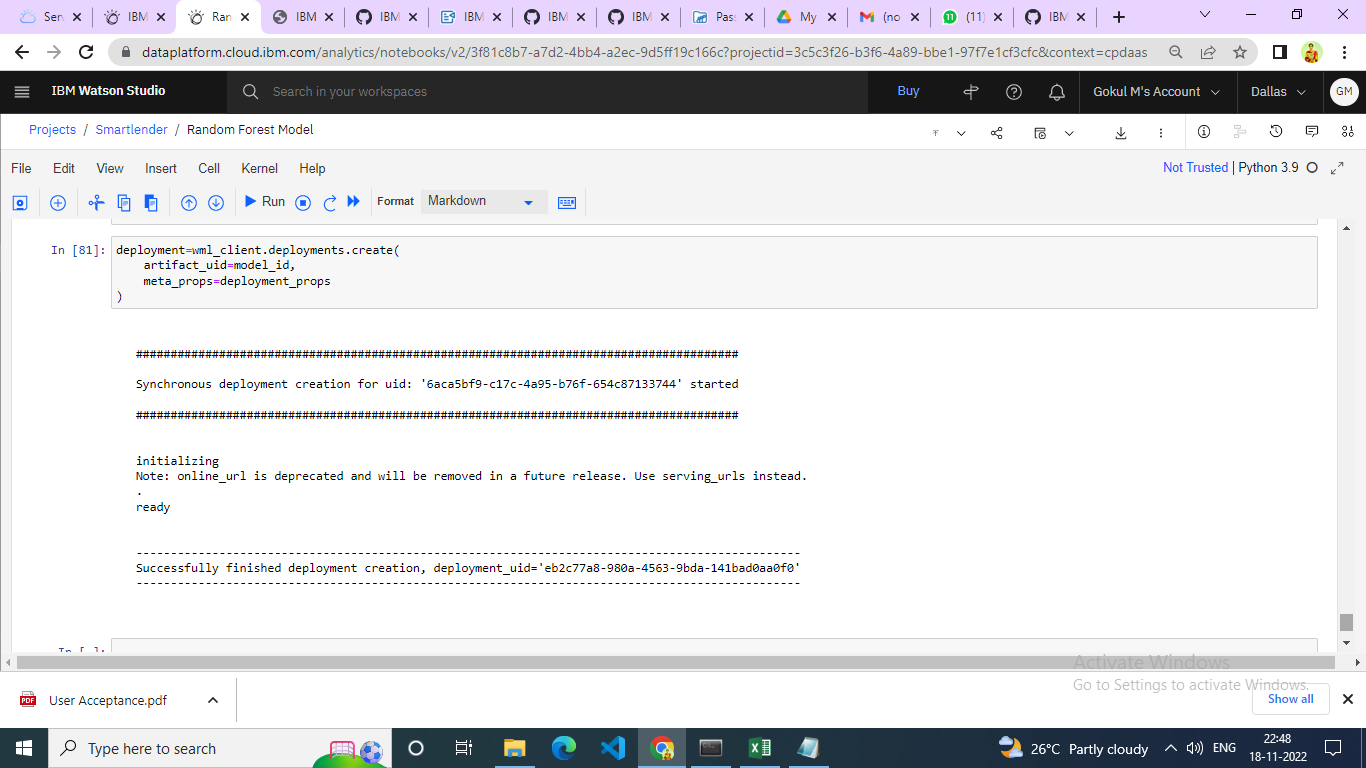 Serv
IBM
Ran
IBM
IBM
IBM
IBM
IBM
Pass
My
(no
(11)
IBM
dataplatform.cloud.ibm.com/analytics/notebooks/v2/3f81c8b7-a7d2-4bb4-a2ec-9d5ff19c166c?projectid=3c5c3f26-b3f6-4a89-bbe1-97f7e1cf3cfc&context=cpdaas
IBM Watson Studio
Search in your workspaces
Buy
Gokul M's Account
Dallas
GM
Projects / Smartlender / Random Forest Model
File Edit View Insert Cell Kernel Help
Not Trusted | Python 3.9
Run
Format
Markdown
In [81]: deployment=wml_client.deployments.create(
artifact_uid=model_id,
meta_props=deployment_props
)
#######################################################################################
Synchronous deployment creation for uid: '6aca5bf9-c17c-4a95-b76f-654c87133744' started
#######################################################################################
initializing
Note: online_url is deprecated and will be removed in a future release. Use serving_urls instead.
.
ready
------------------------------------------------------------------------------------------------
Successfully finished deployment creation, deployment_uid='eb2c77a8-980a-4563-9bda-141bad0aa0f0'
------------------------------------------------------------------------------------------------
In [ ]:
Activate Windows
Go to Settings to activate Windows.
PDF
User Acceptance.pdf
Show all
Type here to search
26°C Partly cloudy
ENG
22:48
18-11-2022